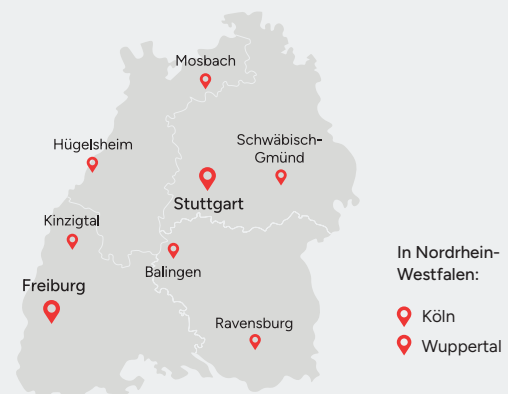 Mosbach
Hügelsheim
Schwäbisch-
Gmünd
Stuttgart
Kinzigtal
Balingen
Freiburg
Ravensburg
In Nordrhein-
Westfalen:
Köln
Wuppertal